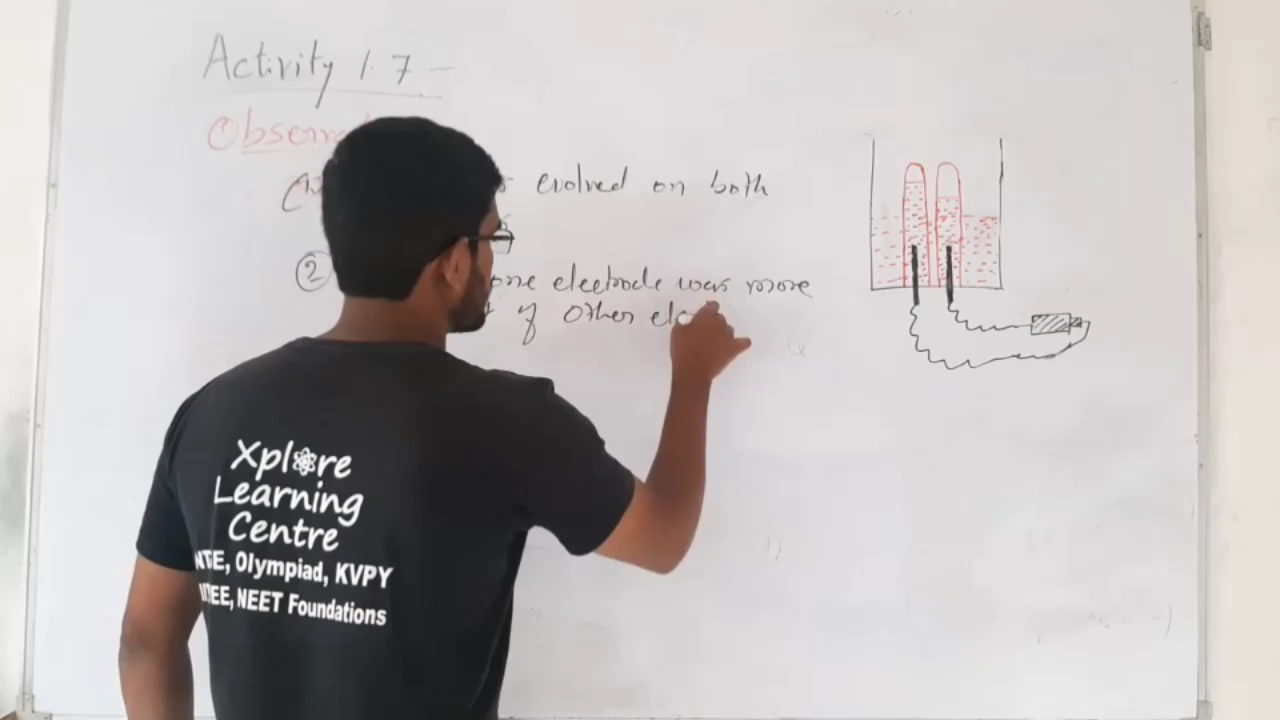 Activity 1.7 -
Observa
(1) evolved on both
(2) one electrode was more
of other ele
Xplore
Learning
Centre
NTSE, Olympiad, KVPY
IITJEE, NEET Foundations